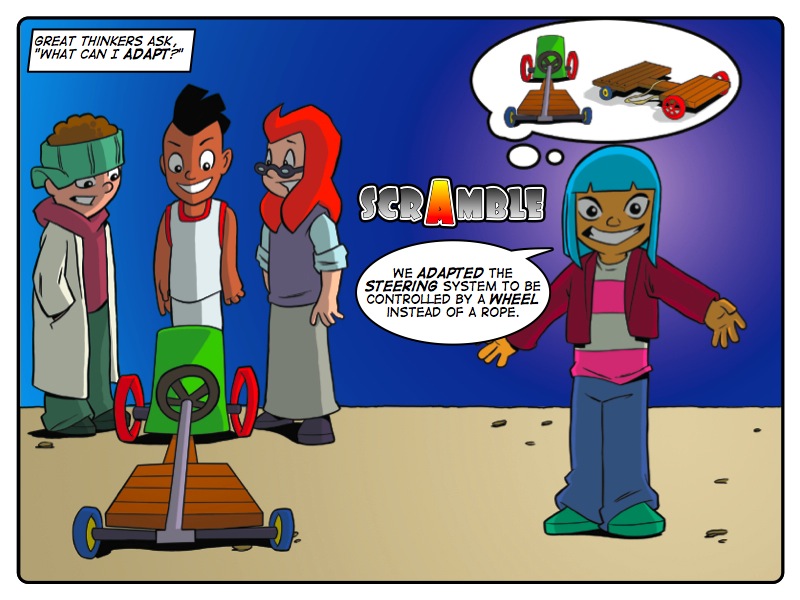 GREAT THINKERS ASK,
"WHAT CAN I ADAPT?"
SCRAMBLE
WE ADAPTED THE
STEERING SYSTEM TO BE
CONTROLLED BY A WHEEL
INSTEAD OF A ROPE.